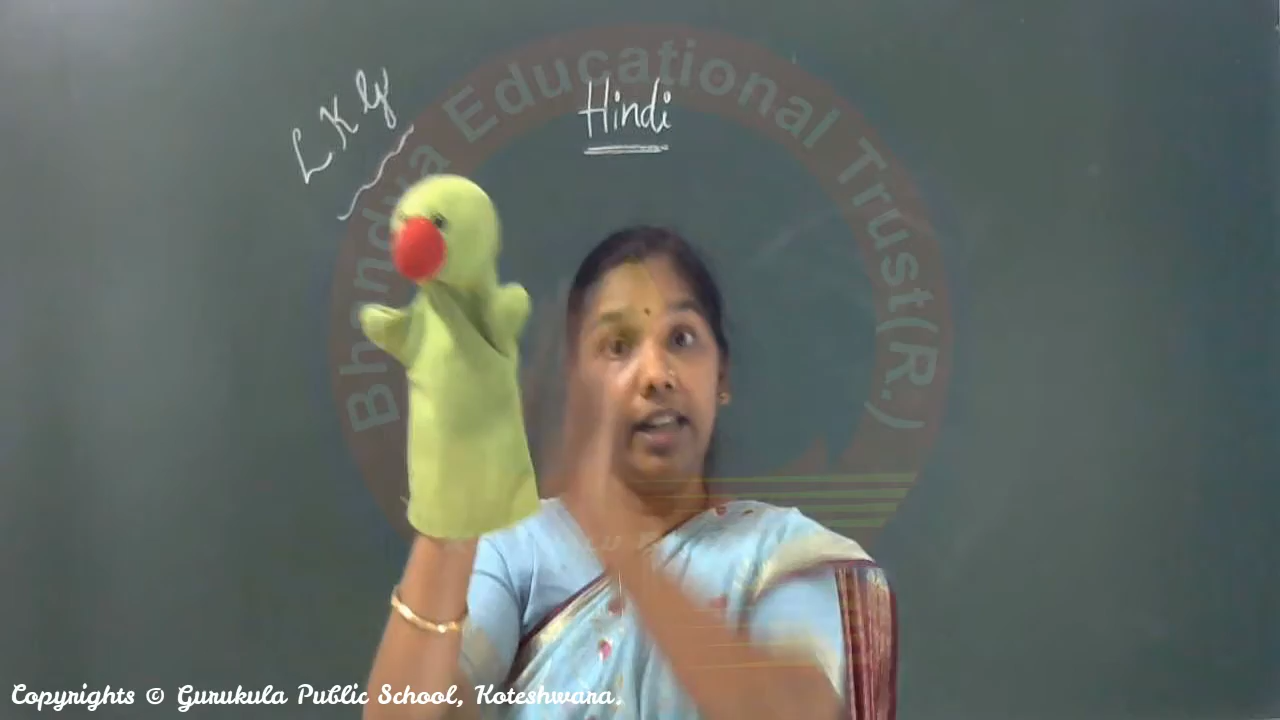 LKG
Hindi
Bhandya Educational Trust(R.)
Copyrights © Gurukula Public School, Koteshwara.